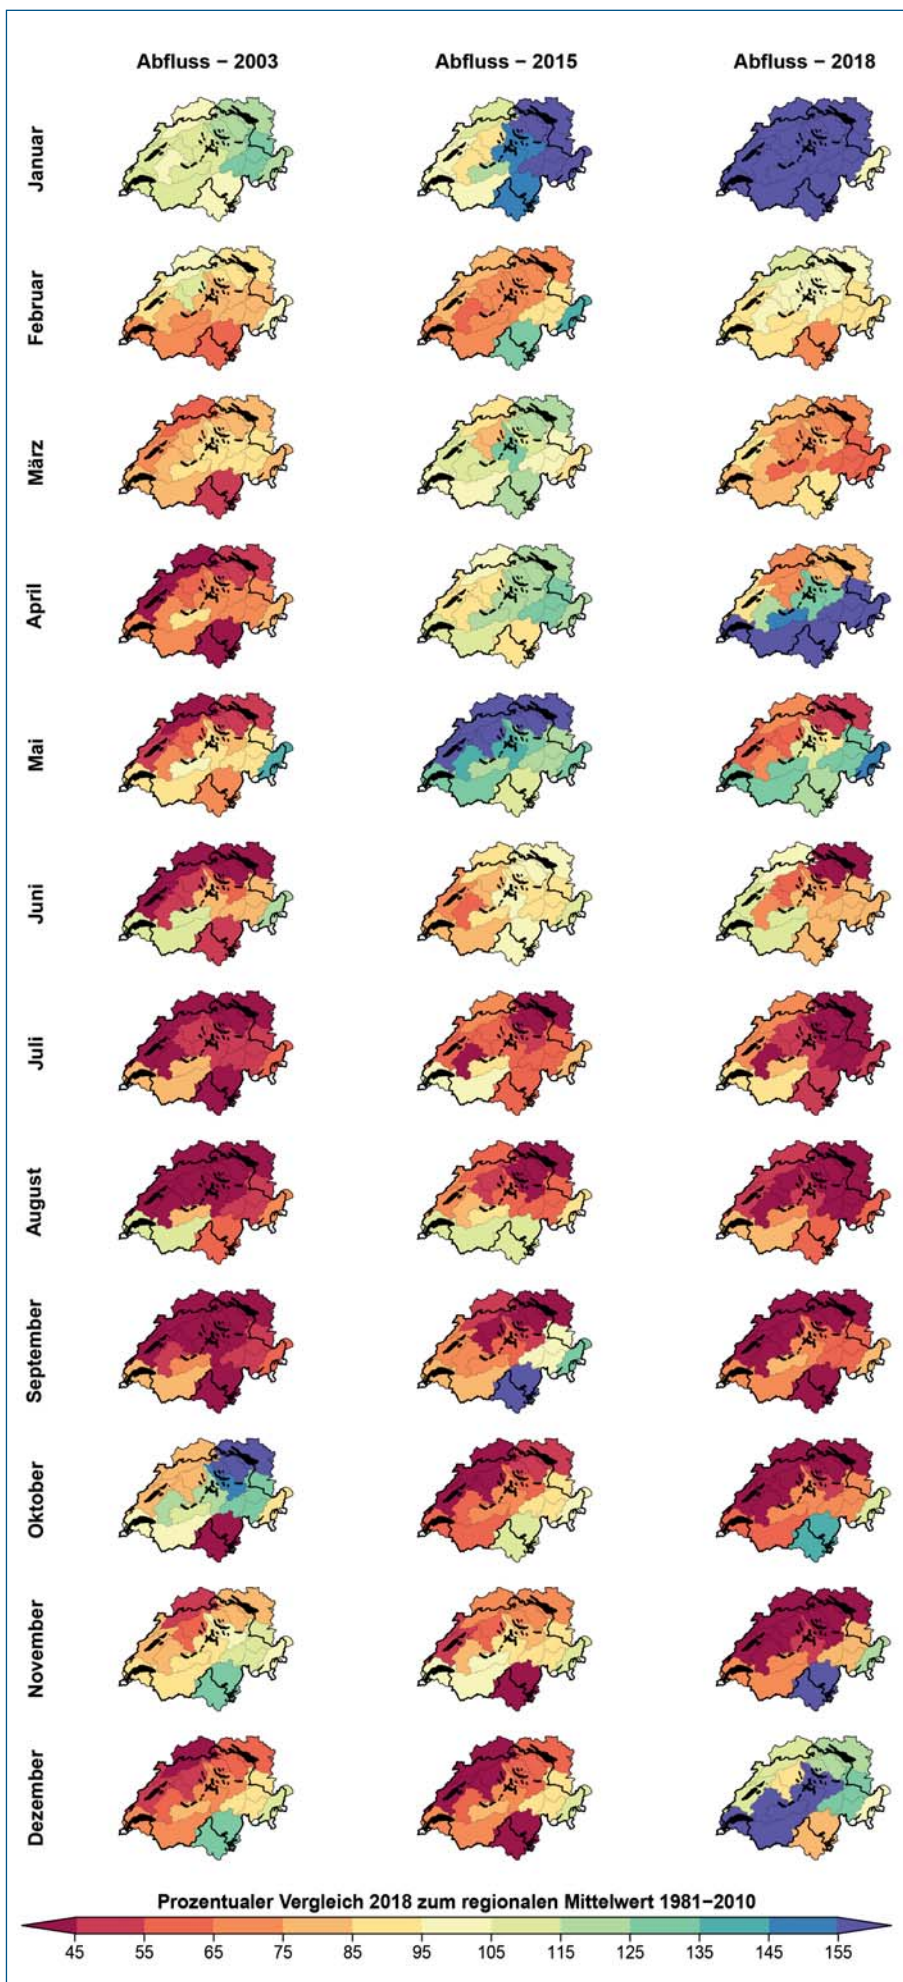 Abfluss – 2003 Abfluss – 2015 Abfluss – 2018
Januar
Februar
März
April
Mai
Juni
Juli
August
September
Oktober
November
Dezember
Prozentualer Vergleich 2018 zum regionalen Mittelwert 1981–2010
45 55 65 75 85 95 105 115 125 135 145 155